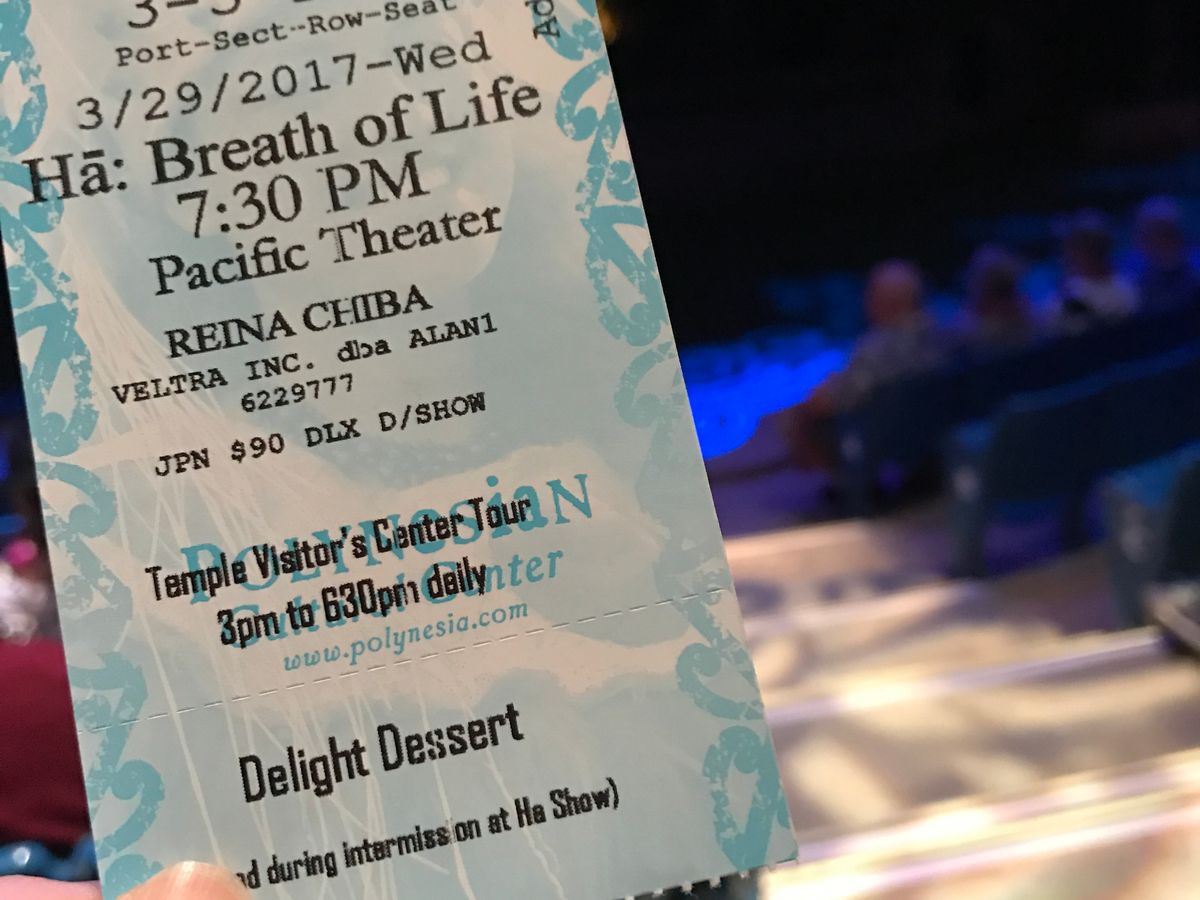 Port-Sect--Row-Seat
3/29/2017-Wed
Hā: Breath of Life
7:30 PM
Pacific Theater
REINA CHIBA
VELTRA INC. dba ALAN1
6229777
JPN $90 DLX D/SHOW
POLYNESIAN
Temple Visitor's Center Tour
Cultural Center
3pm to 630pm daily
www.polynesia.com
Delight Dessert
during intermission at Ha Show)